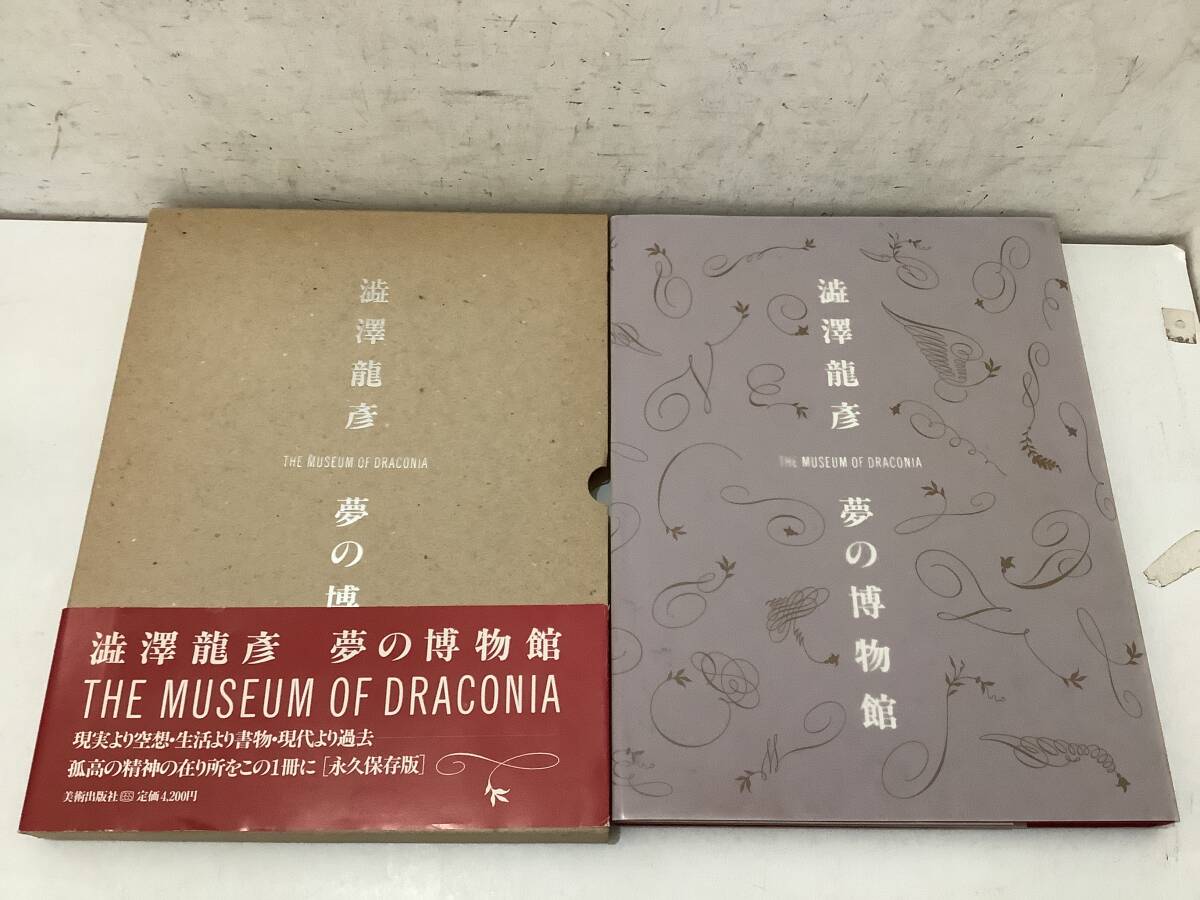 澁澤龍彦
THE MUSEUM OF DRACONIA
夢の博
澁澤龍彦 夢の博物館
THE MUSEUM OF DRACONIA
現実より空想・生活より書物・現代より過去
孤高の精神の在り所をこの1冊に［永久保存版］
美術出版社 定価4,200円
澁澤龍彦
THE MUSEUM OF DRACONIA
夢の博物館